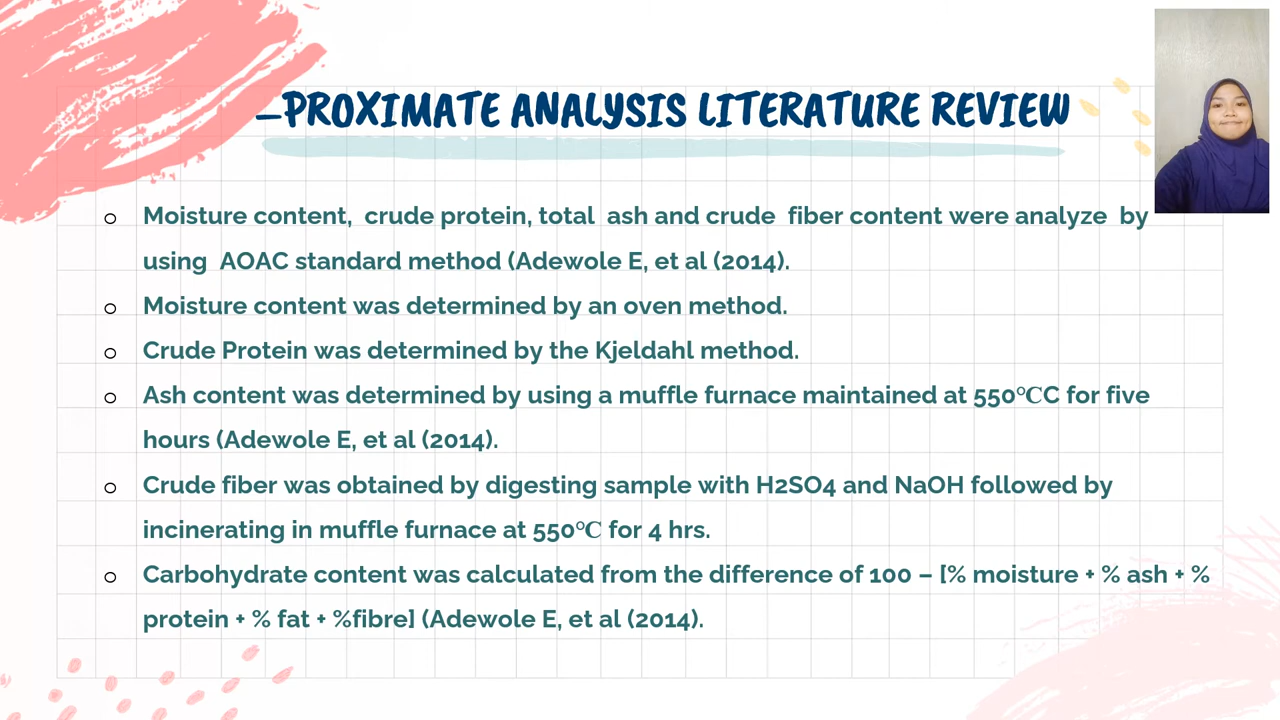 —PROXIMATE ANALYSIS LITERATURE REVIEW
o Moisture content, crude protein, total ash and crude fiber content were analyze by
using AOAC standard method (Adewole E, et al (2014).
o Moisture content was determined by an oven method.
o Crude Protein was determined by the Kjeldahl method.
o Ash content was determined by using a muffle furnace maintained at 550℃C for five
hours (Adewole E, et al (2014).
o Crude fiber was obtained by digesting sample with H2SO4 and NaOH followed by
incinerating in muffle furnace at 550℃ for 4 hrs.
o Carbohydrate content was calculated from the difference of 100 – [% moisture + % ash + %
protein + % fat + %fibre] (Adewole E, et al (2014).